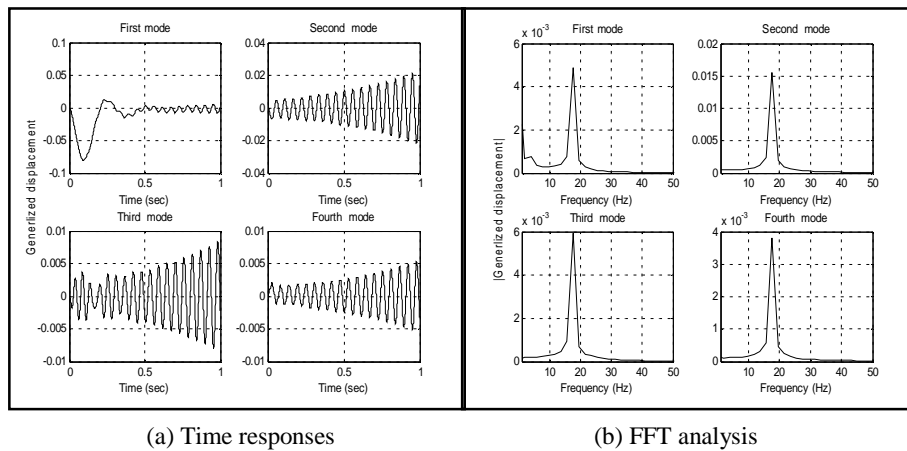 First mode
Second mode
0.1
0.05
0
-0.05
-0.1
0 0.5 1
Time (sec)
0.04
0.02
0
-0.02
-0.04
0 0.5 1
Time (sec)
Generlized displacement
Third mode
Fourth mode
0.01
0.005
0
-0.005
-0.01
0 0.5 1
Time (sec)
0.01
0.005
0
-0.005
-0.01
0 0.5 1
Time (sec)
x 10-3
First mode
Second mode
6
4
2
0
10 20 30 40 50
Frequency (Hz)
0.02
0.015
0.01
0.005
0
10 20 30 40 50
Frequency (Hz)
|Generlized displacement|
x 10-3
Third mode
x 10-3
Fourth mode
6
4
2
0
10 20 30 40 50
Frequency (Hz)
4
3
2
1
0
10 20 30 40 50
Frequency (Hz)
(a) Time responses
(b) FFT analysis